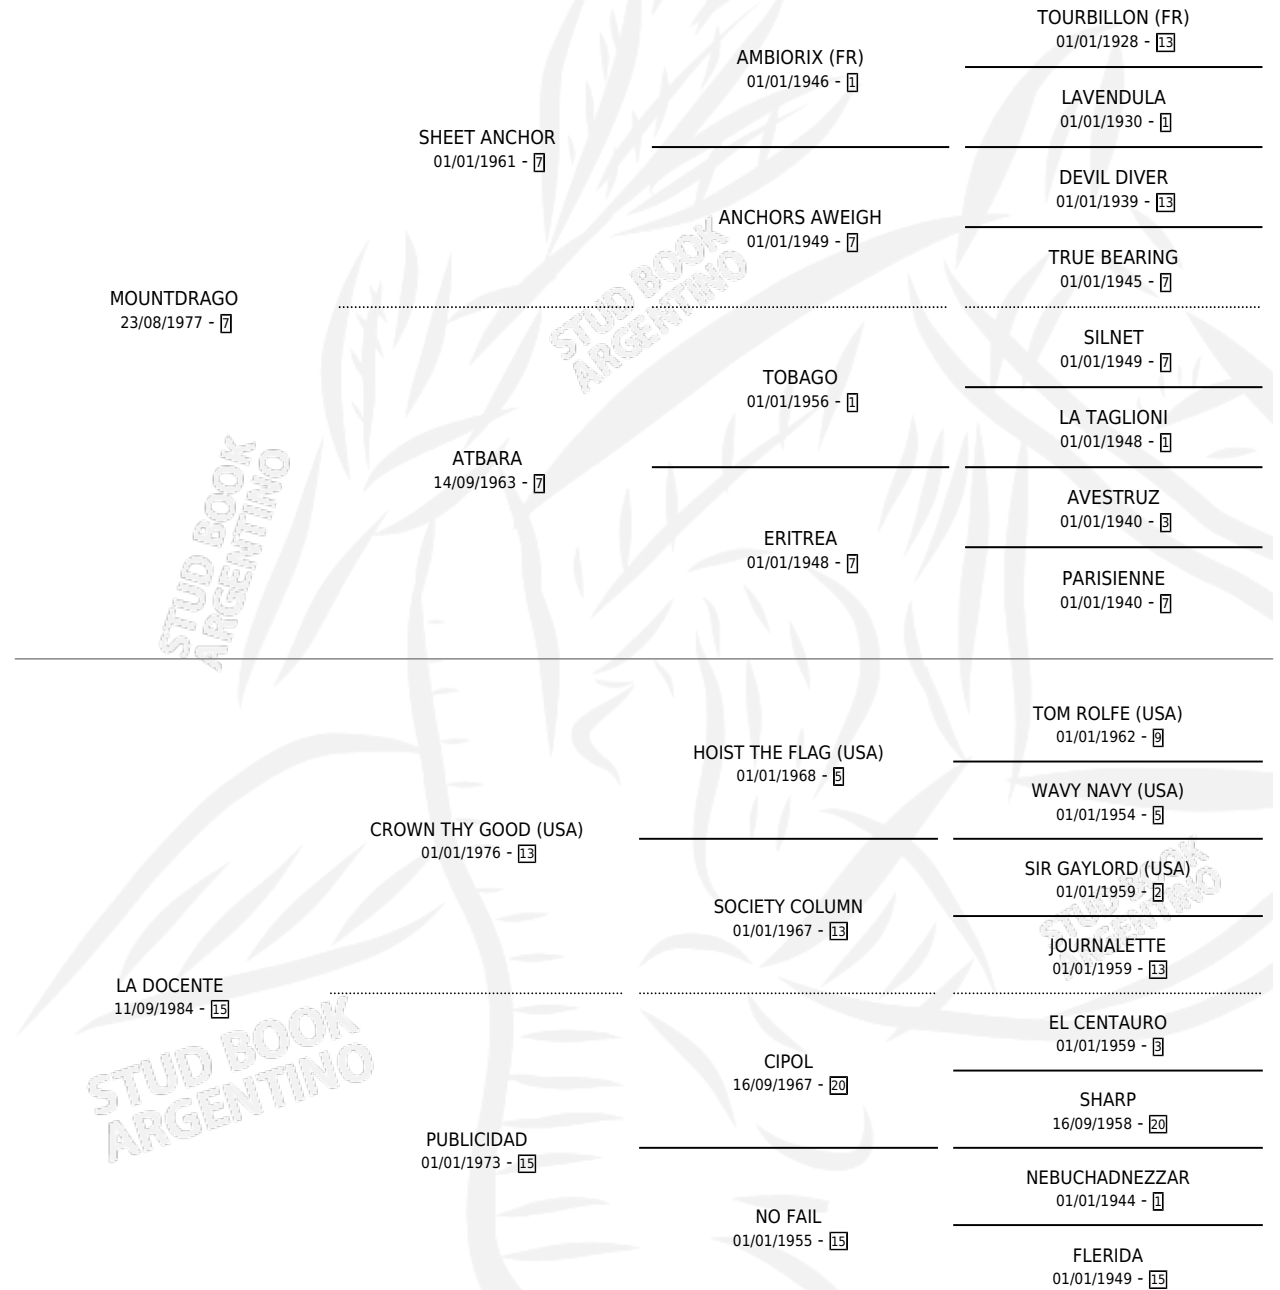 TOURBILLON (FR)
01/01/1928 - 13
AMBIORIX (FR)
01/01/1946 - 1
LAVENDULA
01/01/1930 - 1
SHEET ANCHOR
01/01/1961 - 7
DEVIL DIVER
01/01/1939 - 13
ANCHORS AWEIGH
01/01/1949 - 7
TRUE BEARING
01/01/1945 - 7
MOUNTDRAGO
23/08/1977 - 7
SILNET
01/01/1949 - 7
TOBAGO
01/01/1956 - 1
LA TAGLIONI
01/01/1948 - 1
ATBARA
14/09/1963 - 7
AVESTRUZ
01/01/1940 - 3
ERITREA
01/01/1948 - 7
PARISIENNE
01/01/1940 - 7
STUD BOOK
ARGENTINO
STUD BOOK
ARGENTINO
TOM ROLFE (USA)
01/01/1962 - 9
HOIST THE FLAG (USA)
01/01/1968 - 5
WAVY NAVY (USA)
01/01/1954 - 5
CROWN THY GOOD (USA)
01/01/1976 - 13
SIR GAYLORD (USA)
01/01/1959 - 2
SOCIETY COLUMN
01/01/1967 - 13
JOURNALETTE
01/01/1959 - 13
LA DOCENTE
11/09/1984 - 15
EL CENTAURO
01/01/1959 - 3
CIPOL
16/09/1967 - 20
SHARP
16/09/1958 - 20
PUBLICIDAD
01/01/1973 - 15
NEBUCHADNEZZAR
01/01/1944 - 1
NO FAIL
01/01/1955 - 15
FLERIDA
01/01/1949 - 15
STUD BOOK
ARGENTINO
STUD BOOK
ARGENTINO